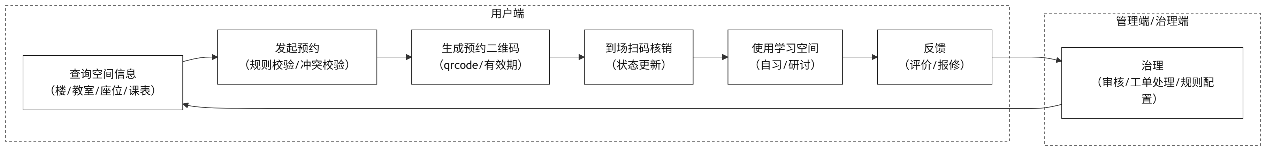 用户端
管理端/治理端
查询空间信息
（楼/教室/座位/课表）
发起预约
（规则校验/冲突校验）
生成预约二维码
（qrcode/有效期）
到场扫码核销
（状态更新）
使用学习空间
（自习/研讨）
反馈
（评价/报修）
治理
（审核/工单处理/规则配
置）